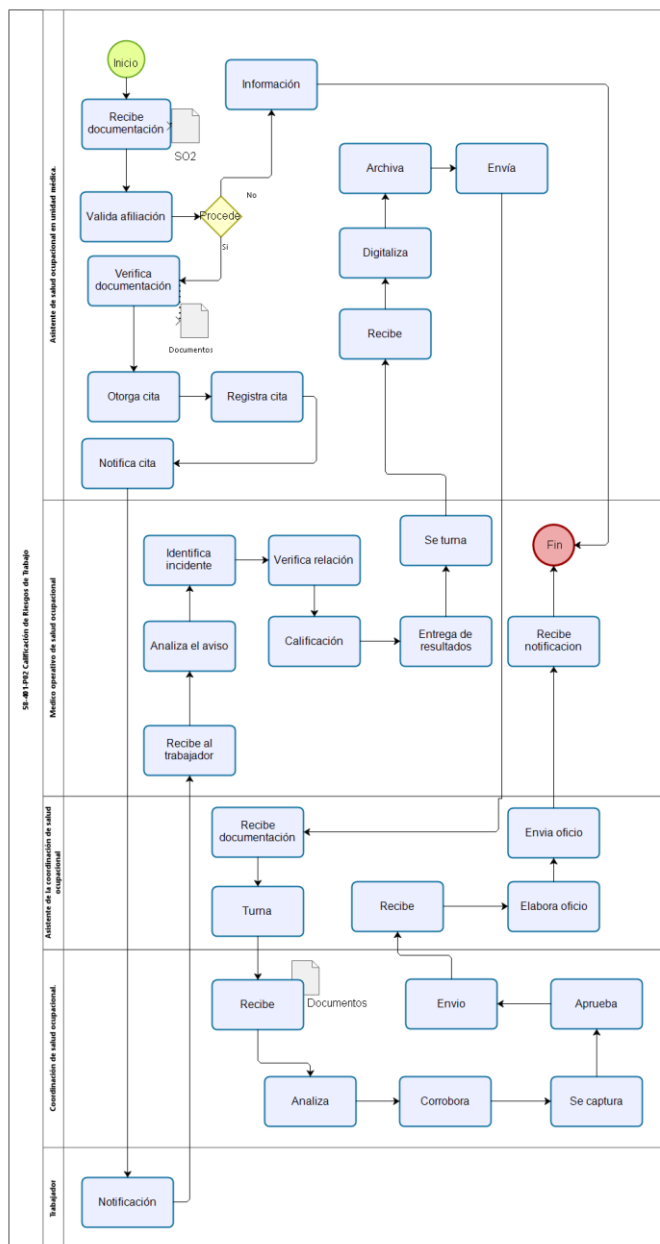 S8-401-P02 Calificación de Riesgos de Trabajo
Asistente de salud ocupacional en unidad médica.
Inicio
Recibe
documentación
SO2
Valida afiliación
Procede
No
Si
Información
Verifica
documentación
Documentos
Otorga cita
Registra cita
Notifica cita
Archiva
Envía
Digitaliza
Recibe
Medico operativo de salud ocupacional
Identifica
incidente
Verifica relación
Analiza el aviso
Calificación
Entrega de
resultados
Se turna
Recibe al
trabajador
Fin
Recibe
notificacion
Asistente de la coordinación de salud
ocupacional
Recibe
documentación
Turna
Recibe
Elabora oficio
Envia oficio
Coordinación de salud ocupacional.
Recibe
Documentos
Analiza
Corrobora
Se captura
Aprueba
Envio
Trabajador
Notificación